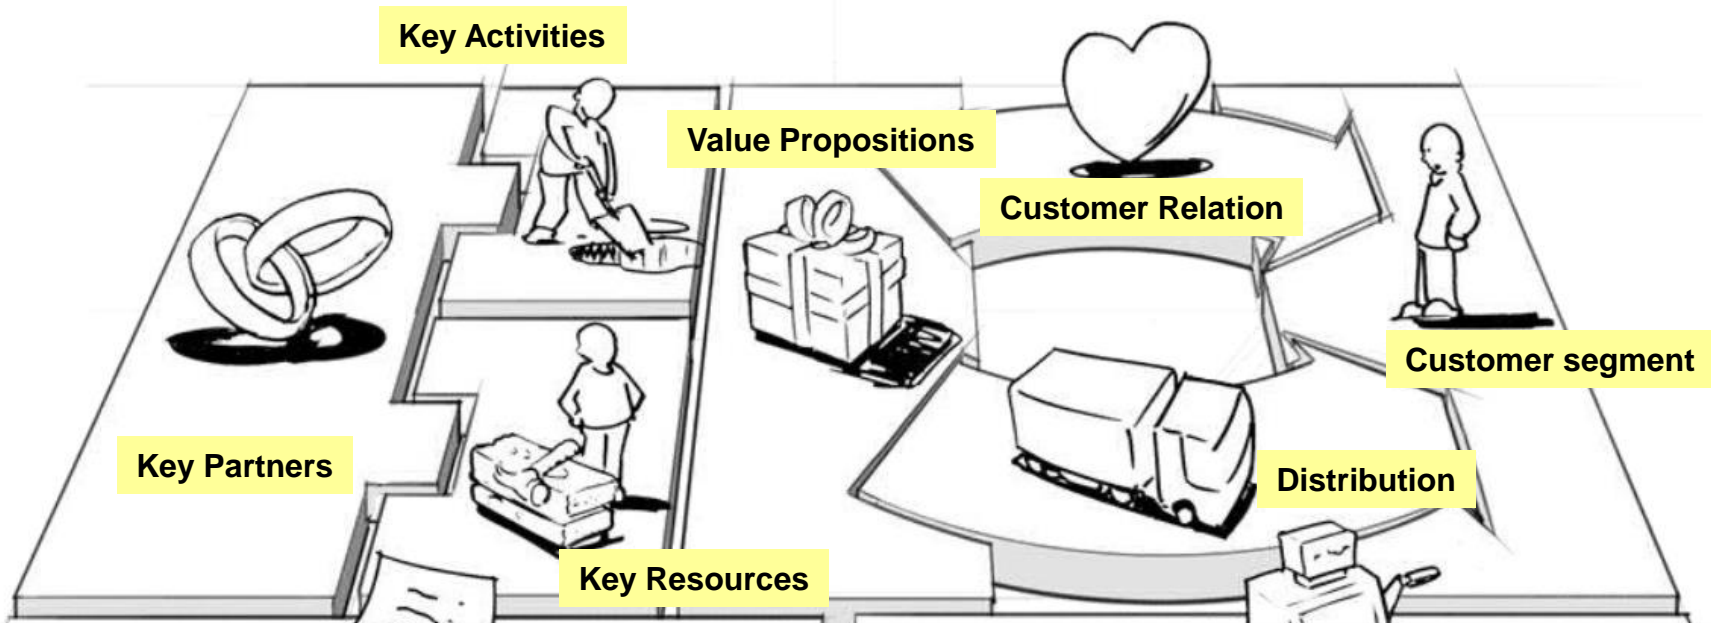 Key Activities
Value Propositions
Customer Relation
Customer segment
Key Partners
Distribution
Key Resources